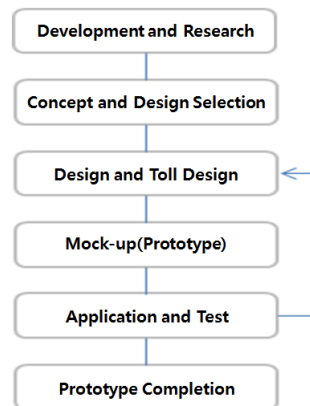 Development and Research
Concept and Design Selection
Design and Toll Design
Mock-up(Prototype)
Application and Test
Prototype Completion